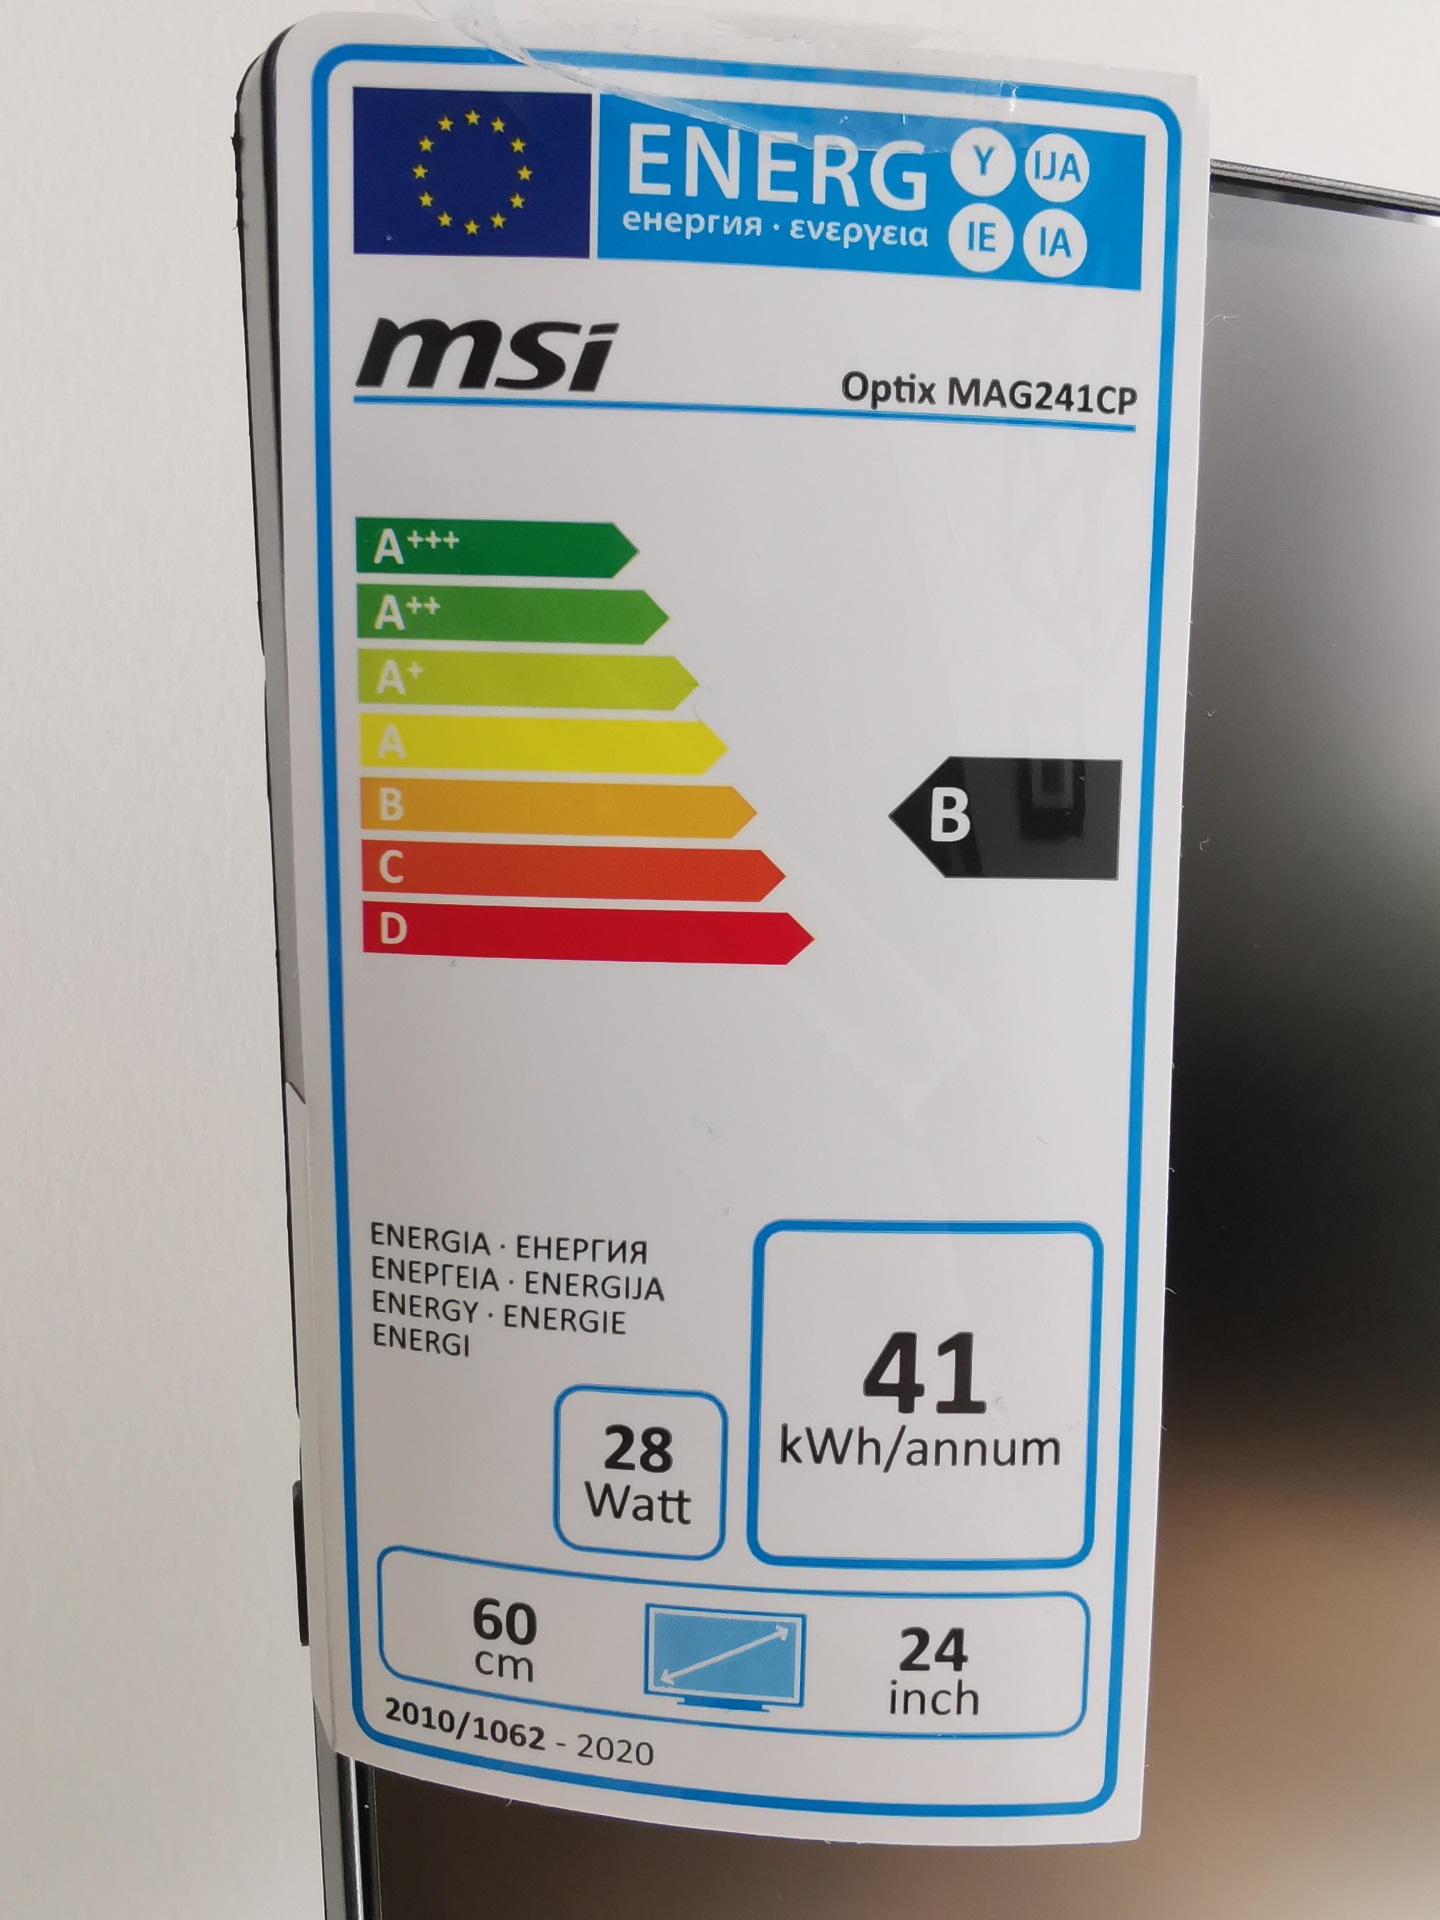 ENERG Y IJA
енергия · ενεργεια IE IA
msi
Optix MAG241CP
A+++
A++
A+
A
B
B
C
D
ENERGIA · ЕНЕРГИЯ
ΕΝΕΡΓΕΙΑ · ENERGIJA
ENERGY · ENERGIE
ENERGI
41
kWh/annum
28
Watt
60
cm
24
inch
2010/1062 - 2020